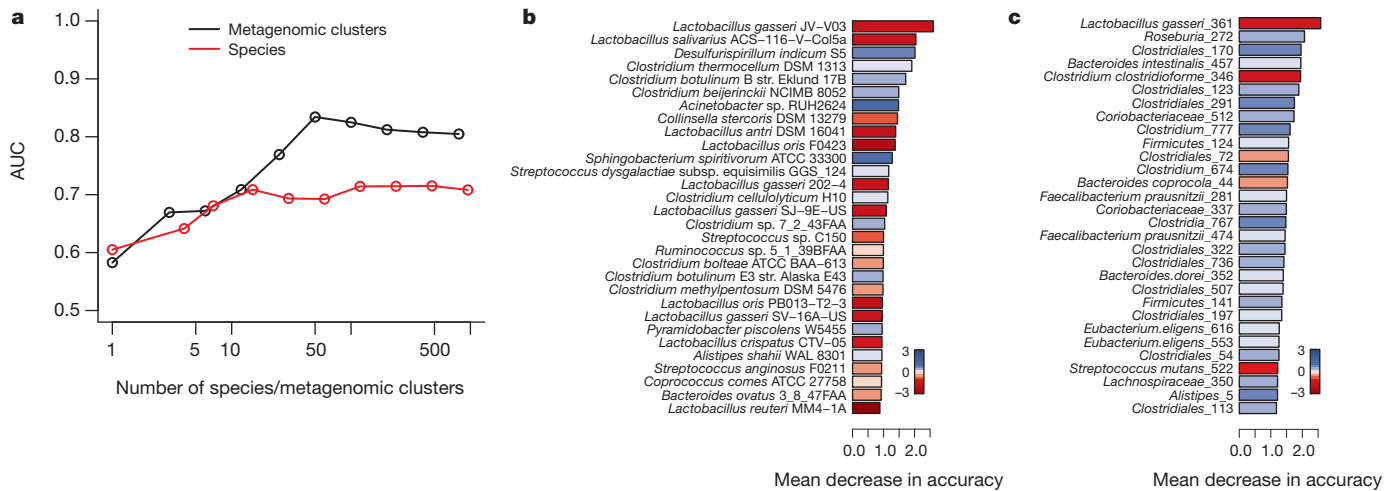 a
1.0
0.9
0.8
0.7
0.6
0.5
AUC
Metagenomic clusters
Species
1
5
10
50
500
Number of species/metagenomic clusters
b
Lactobacillus gasseri JV−V03
Lactobacillus salivarius ACS−116−V−Col5a
Desulfurispirillum indicum S5
Clostridium thermocellum DSM 1313
Clostridium botulinum B str. Eklund 17B
Clostridium beijerinckii NCIMB 8052
Acinetobacter sp. RUH2624
Collinsella stercoris DSM 13279
Lactobacillus antri DSM 16041
Lactobacillus oris F0423
Sphingobacterium spiritivorum ATCC 33300
Streptococcus dysgalactiae subsp. equisimilis GGS_124
Lactobacillus gasseri 202−4
Clostridium cellulolyticum H10
Lactobacillus gasseri SJ−9E−US
Clostridium sp. 7_2_43FAA
Streptococcus sp. C150
Ruminococcus sp. 5_1_39BFAA
Clostridium bolteae ATCC BAA−613
Clostridium botulinum E3 str. Alaska E43
Clostridium methylpentosum DSM 5476
Lactobacillus oris PB013−T2−3
Lactobacillus gasseri SV−16A−US
Pyramidobacter piscolens W5455
Lactobacillus crispatus CTV−05
Alistipes shahii WAL 8301
Streptococcus anginosus F0211
Coprococcus comes ATCC 27758
Bacteroides ovatus 3_8_47FAA
Lactobacillus reuteri MM4−1A
3
0
−3
0.0
1.0
2.0
Mean decrease in accuracy
c
Lactobacillus gasseri_361
Roseburia_272
Clostridiales_170
Bacteroides intestinalis_457
Clostridium clostridioforme_346
Clostridiales_123
Clostridiales_291
Coriobacteriaceae_512
Clostridium_777
Firmicutes_124
Clostridiales_72
Clostridium_674
Bacteroides coprocola_44
Faecalibacterium prausnitzii_281
Coriobacteriaceae_337
Clostridia_767
Faecalibacterium prausnitzii_474
Clostridiales_322
Clostridiales_736
Bacteroides.dorei_352
Clostridiales_507
Firmicutes_141
Clostridiales_197
Eubacterium.eligens_616
Eubacterium.eligens_553
Clostridiales_54
Streptococcus mutans_522
Lachnospiraceae_350
Alistipes_5
Clostridiales_113
3
0
−3
0.0
1.0
2.0
Mean decrease in accuracy